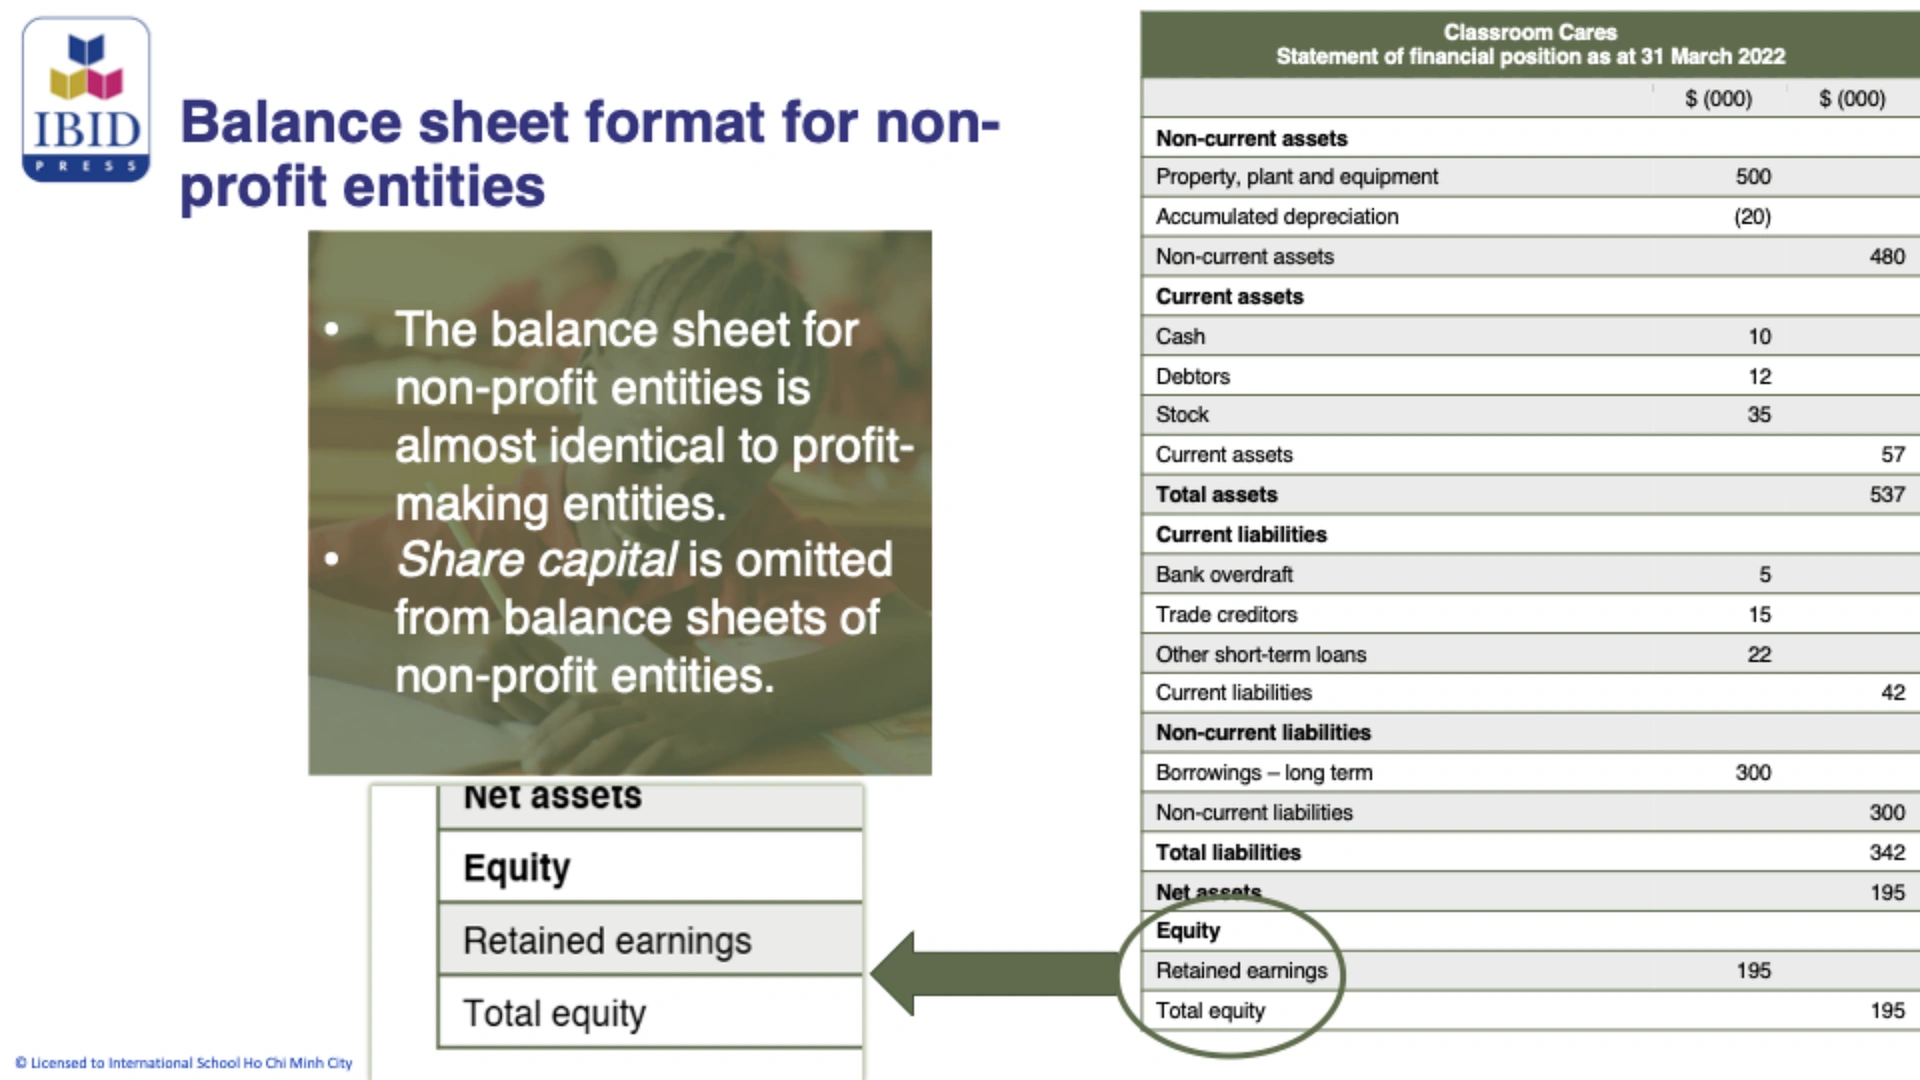 IBID
PRESS
Balance sheet format for non-
profit entities
• The balance sheet for
non-profit entities is
almost identical to profit-
making entities.
• Share capital is omitted
from balance sheets of
non-profit entities.
Net assets
Equity
Retained earnings
Total equity
© Licensed to International School Ho Chi Minh City
Classroom Cares
Statement of financial position as at 31 March 2022
$ (000) $ (000)
Non-current assets
Property, plant and equipment 500
Accumulated depreciation (20)
Non-current assets 480
Current assets
Cash 10
Debtors 12
Stock 35
Current assets 57
Total assets 537
Current liabilities
Bank overdraft 5
Trade creditors 15
Other short-term loans 22
Current liabilities 42
Non-current liabilities
Borrowings – long term 300
Non-current liabilities 300
Total liabilities 342
Net assets 195
Equity
Retained earnings 195
Total equity 195